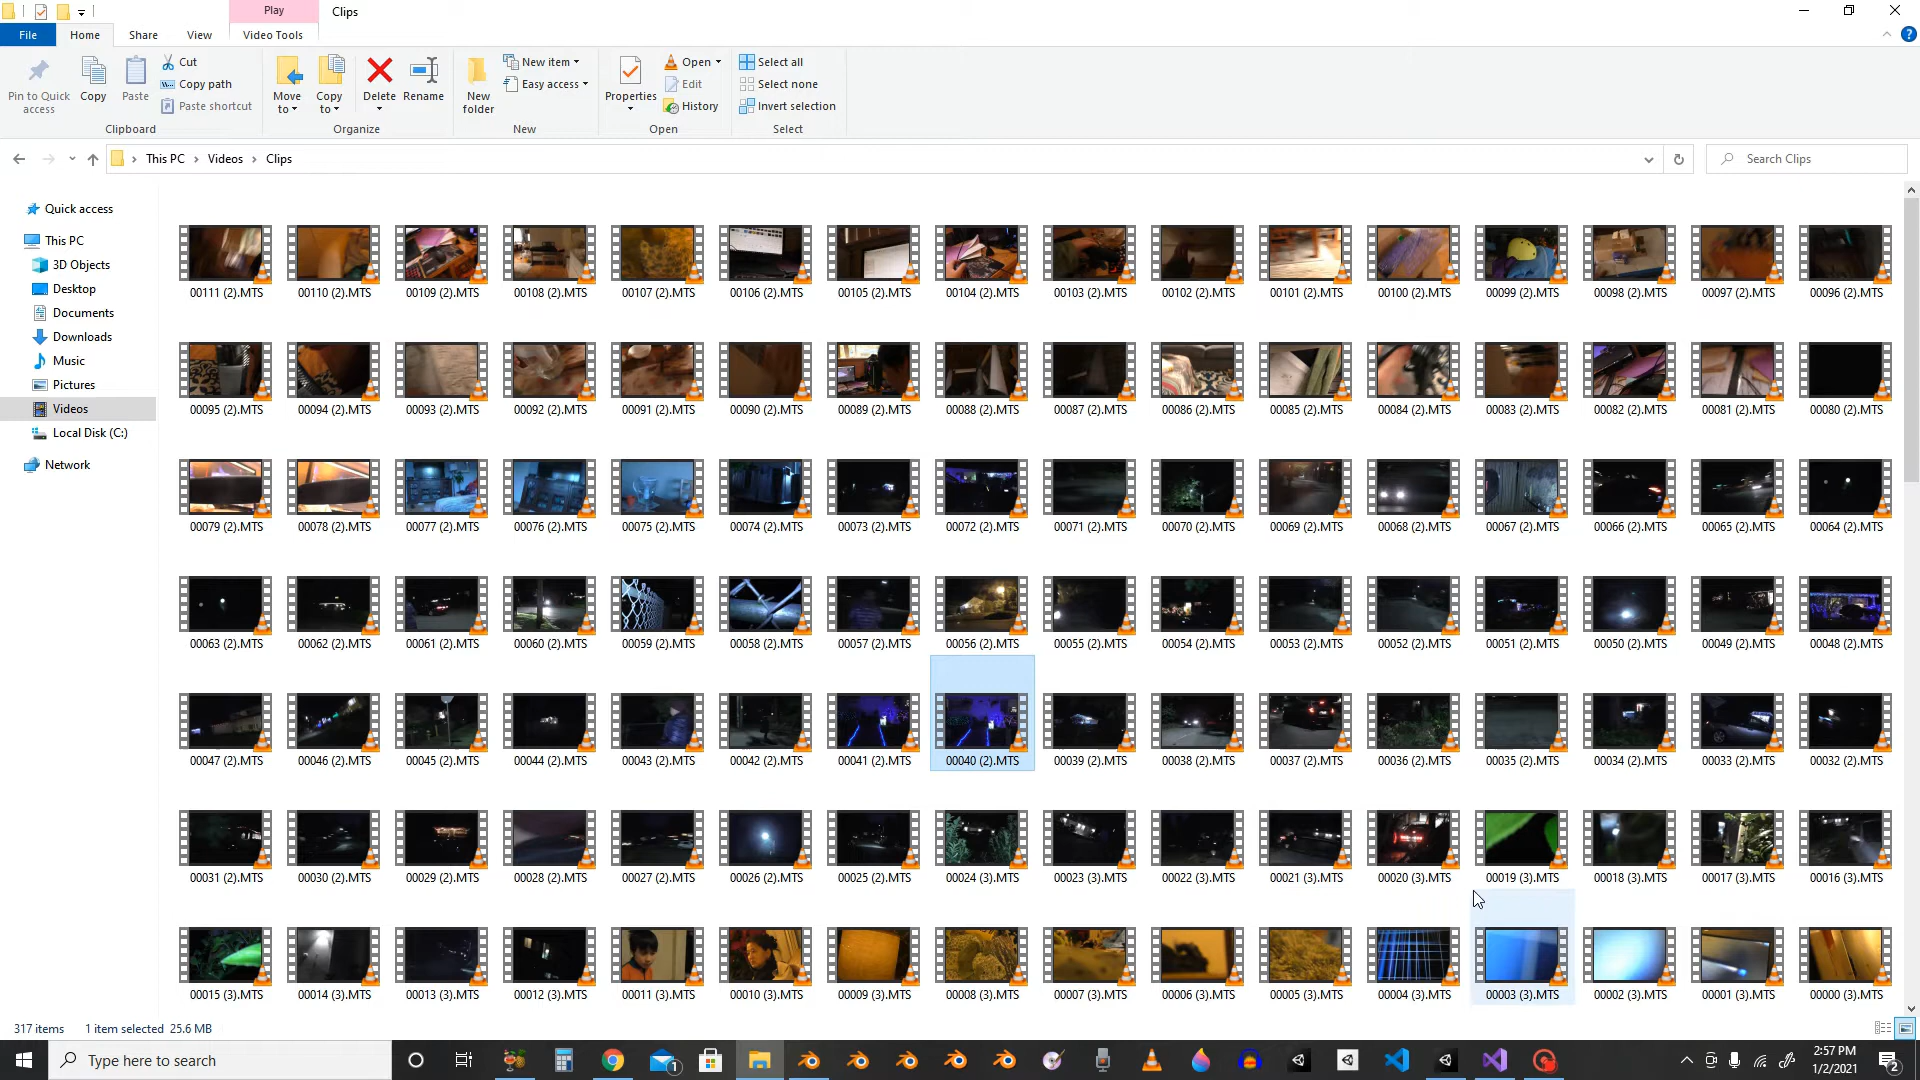 Play
Clips
File
Home
Share
View
Video Tools
Pin to Quick access
Copy
Paste
Cut
Copy path
Paste shortcut
Clipboard
Move to
Copy to
Delete
Rename
Organize
New folder
New item
Easy access
New
Properties
Open
Edit
History
Open
Select all
Select none
Invert selection
Select
This PC
Videos
Clips
Search Clips
Quick access
This PC
3D Objects
Desktop
Documents
Downloads
Music
Pictures
Videos
Local Disk (C:)
Network
00111 (2).MTS 00110 (2).MTS 00109 (2).MTS 00108 (2).MTS 00107 (2).MTS 00106 (2).MTS 00105 (2).MTS 00104 (2).MTS 00103 (2).MTS 00102 (2).MTS 00101 (2).MTS 00100 (2).MTS 00099 (2).MTS 00098 (2).MTS 00097 (2).MTS 00096 (2).MTS
00095 (2).MTS 00094 (2).MTS 00093 (2).MTS 00092 (2).MTS 00091 (2).MTS 00090 (2).MTS 00089 (2).MTS 00088 (2).MTS 00087 (2).MTS 00086 (2).MTS 00085 (2).MTS 00084 (2).MTS 00083 (2).MTS 00082 (2).MTS 00081 (2).MTS 00080 (2).MTS
00079 (2).MTS 00078 (2).MTS 00077 (2).MTS 00076 (2).MTS 00075 (2).MTS 00074 (2).MTS 00073 (2).MTS 00072 (2).MTS 00071 (2).MTS 00070 (2).MTS 00069 (2).MTS 00068 (2).MTS 00067 (2).MTS 00066 (2).MTS 00065 (2).MTS 00064 (2).MTS
00063 (2).MTS 00062 (2).MTS 00061 (2).MTS 00060 (2).MTS 00059 (2).MTS 00058 (2).MTS 00057 (2).MTS 00056 (2).MTS 00055 (2).MTS 00054 (2).MTS 00053 (2).MTS 00052 (2).MTS 00051 (2).MTS 00050 (2).MTS 00049 (2).MTS 00048 (2).MTS
00047 (2).MTS 00046 (2).MTS 00045 (2).MTS 00044 (2).MTS 00043 (2).MTS 00042 (2).MTS 00041 (2).MTS 00040 (2).MTS 00039 (2).MTS 00038 (2).MTS 00037 (2).MTS 00036 (2).MTS 00035 (2).MTS 00034 (2).MTS 00033 (2).MTS 00032 (2).MTS
00031 (2).MTS 00030 (2).MTS 00029 (2).MTS 00028 (2).MTS 00027 (2).MTS 00026 (2).MTS 00025 (2).MTS 00024 (3).MTS 00023 (3).MTS 00022 (3).MTS 00021 (3).MTS 00020 (3).MTS 00019 (3).MTS 00018 (3).MTS 00017 (3).MTS 00016 (3).MTS
00015 (3).MTS 00014 (3).MTS 00013 (3).MTS 00012 (3).MTS 00011 (3).MTS 00010 (3).MTS 00009 (3).MTS 00008 (3).MTS 00007 (3).MTS 00006 (3).MTS 00005 (3).MTS 00004 (3).MTS 00003 (3).MTS 00002 (3).MTS 00001 (3).MTS 00000 (3).MTS
317 items 1 item selected 25.6 MB
Type here to search
1
2:57 PM
1/2/2021
2